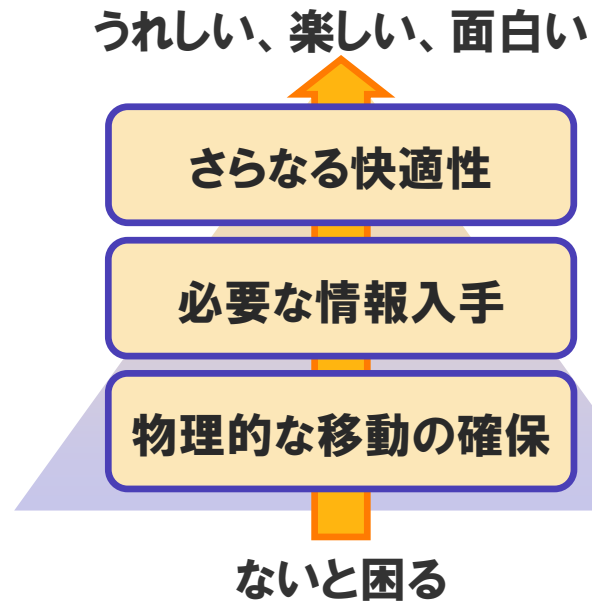 うれしい、楽しい、面白い
さらなる快適性
必要な情報入手
物理的な移動の確保
ないと困る